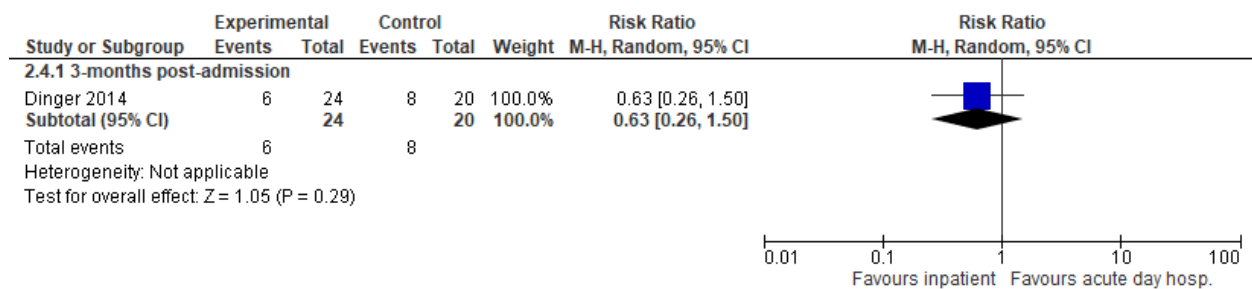 Experimental Control Risk Ratio Risk Ratio
Study or Subgroup Events Total Events Total Weight M-H, Random, 95% CI M-H, Random, 95% CI
2.4.1 3-months post-admission
Dinger 2014 6 24 8 20 100.0% 0.63 [0.26, 1.50]
Subtotal (95% CI) 24 20 100.0% 0.63 [0.26, 1.50]
Total events 6 8
Heterogeneity: Not applicable
Test for overall effect: Z = 1.05 (P = 0.29)
0.01 0.1 1 10 100
Favours inpatient Favours acute day hosp.